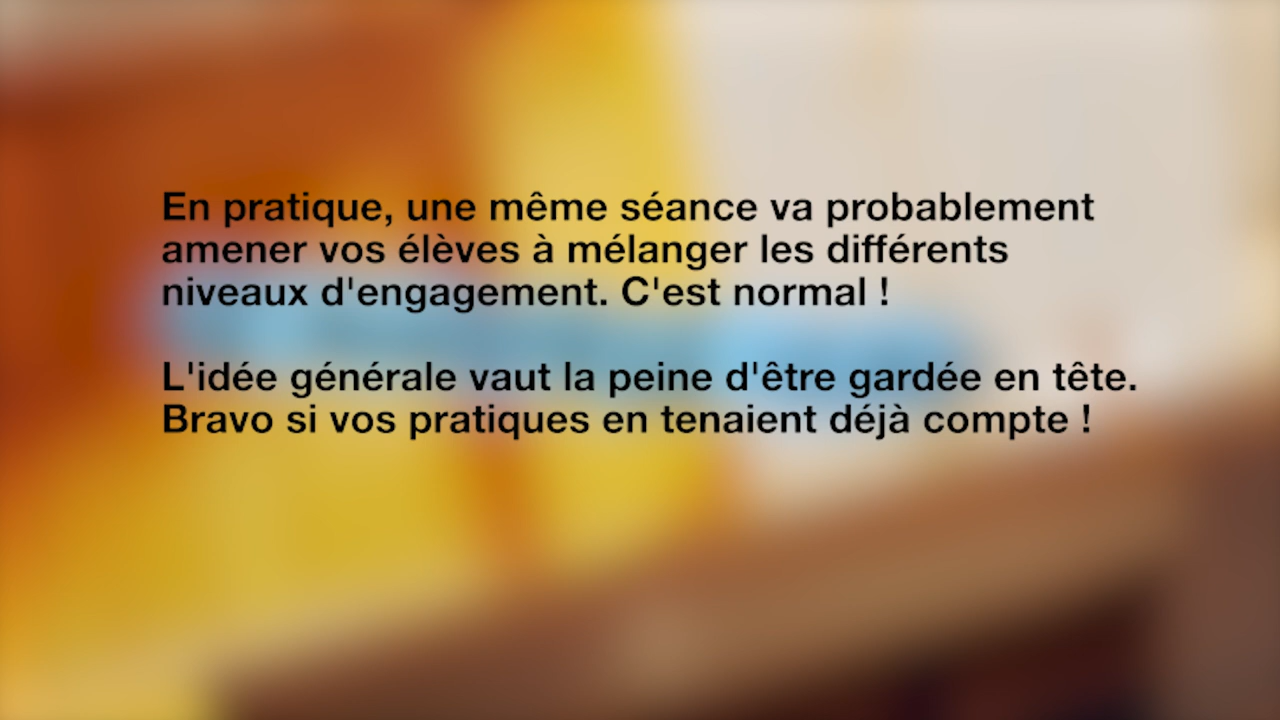 En pratique, une même séance va probablement
amener vos élèves à mélanger les différents
niveaux d'engagement. C'est normal !
L'idée générale vaut la peine d'être gardée en tête.
Bravo si vos pratiques en tenaient déjà compte !